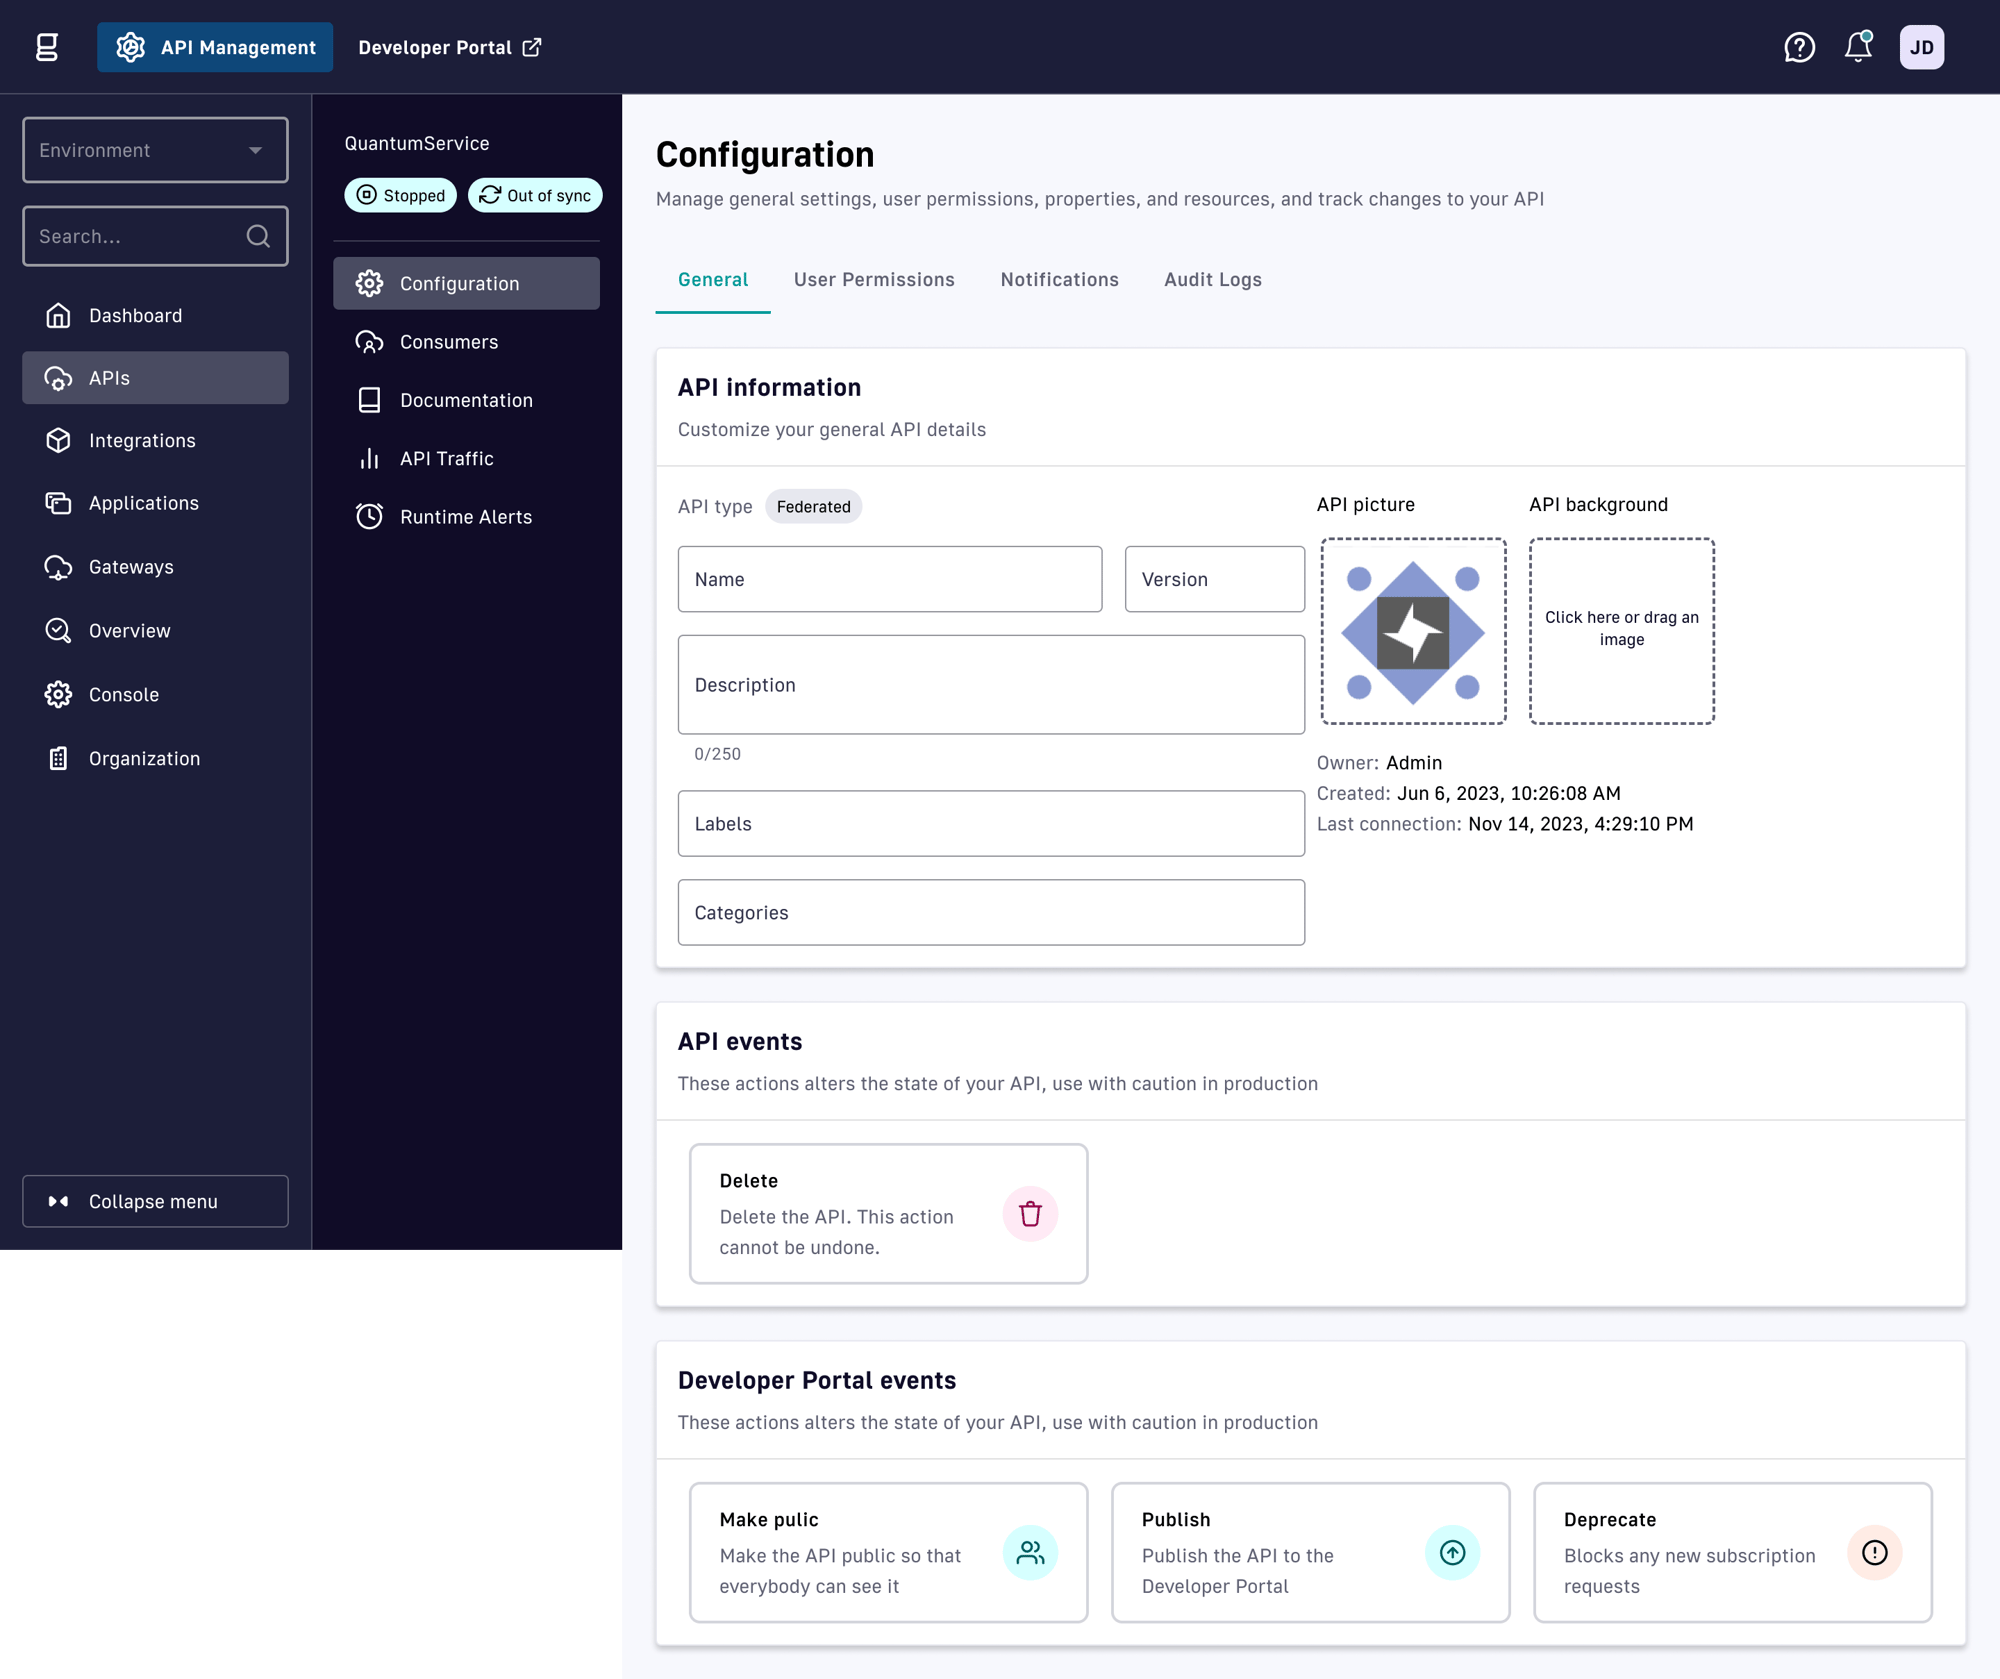 g API Management Developer Portal JD
Environment
Search...
Dashboard
APIs
Integrations
Applications
Gateways
Overview
Console
Organization
Collapse menu
QuantumService
Stopped Out of sync
Configuration
Consumers
Documentation
API Traffic
Runtime Alerts
Configuration
Manage general settings, user permissions, properties, and resources, and track changes to your API
General User Permissions Notifications Audit Logs
API information
Customize your general API details
API type Federated
Name Version
Description
0/250
Labels
Categories
API picture API background
Click here or drag an
image
Owner: Admin
Created: Jun 6, 2023, 10:26:08 AM
Last connection: Nov 14, 2023, 4:29:10 PM
API events
These actions alters the state of your API, use with caution in production
Delete
Delete the API. This action
cannot be undone.
Developer Portal events
These actions alters the state of your API, use with caution in production
Make pulic
Make the API public so that
everybody can see it
Publish
Publish the API to the
Developer Portal
Deprecate
Blocks any new subscription
requests